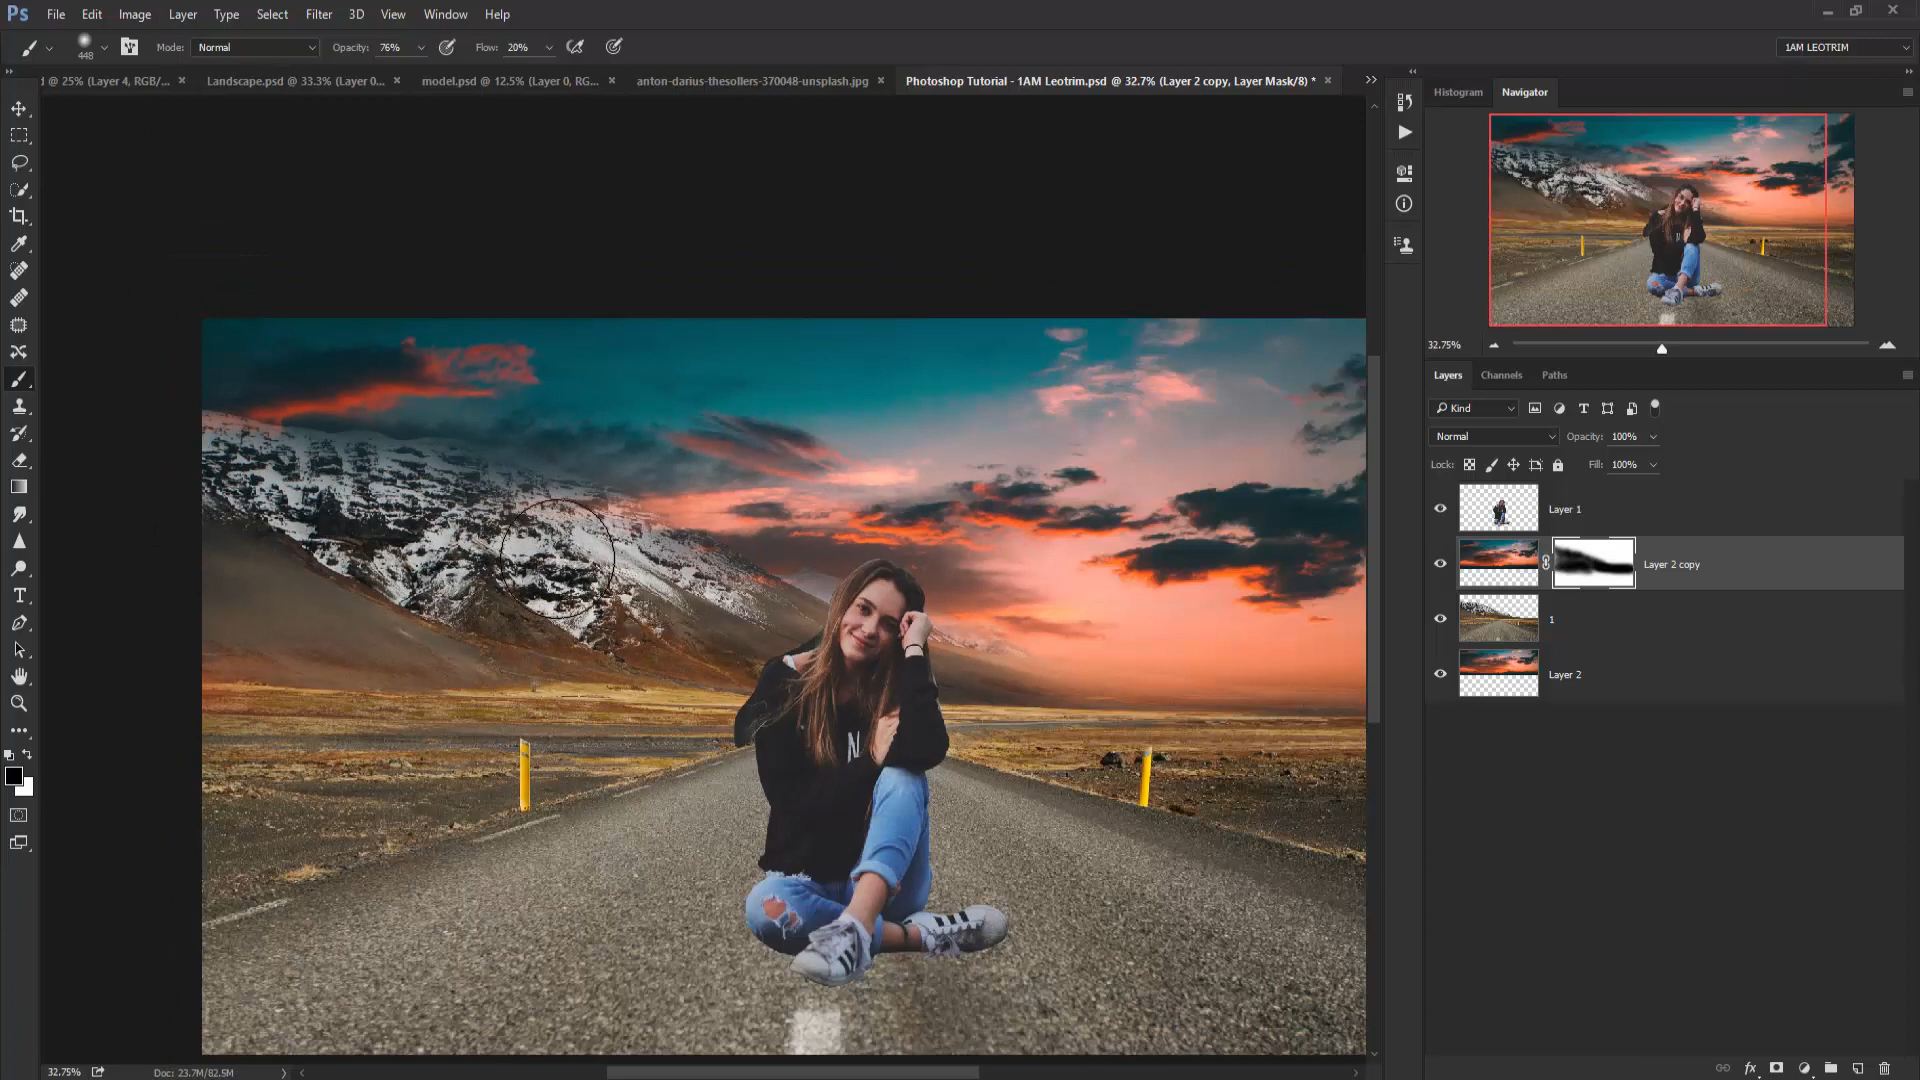 Ps File Edit Image Layer Type Select Filter 3D View Window Help
448 Mode: Normal Opacity: 76% Flow: 20% 1AM LEOTRIM
d @ 25% (Layer 4, RGB/... × Landscape.psd @ 33.3% (Layer 0... × model.psd @ 12.5% (Layer 0, RG... × anton-darius-thesollers-370048-unsplash.jpg × Photoshop Tutorial - 1AM Leotrim.psd @ 32.7% (Layer 2 copy, Layer Mask/8) * ×
Histogram Navigator
32.75%
Layers Channels Paths
Kind
Normal Opacity: 100%
Lock: Fill: 100%
Layer 1
Layer 2 copy
1
Layer 2
N
32.75% Doc: 23.7M/82.5M
fx